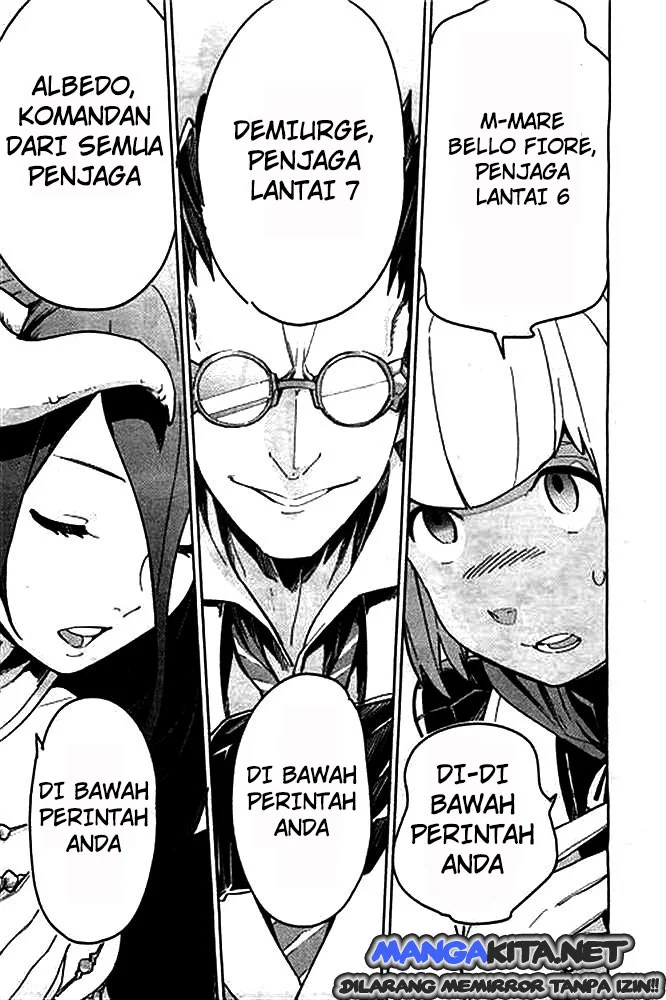 M-MARE
BELLO FIORE,
PENJAGA
LANTAI 6
DI-DI
BAWAH
PERINTAH
ANDA
DEMIURGE,
PENJAGA
LANTAI 7
DI BAWAH
PERINTAH
ANDA
ALBEDO,
KOMANDAN
DARI SEMUA
PENJAGA
DI BAWAH
PERINTAH
ANDA
MANGAKITA.NET
DILARANG MEMIRROR TANPA IZIN!!